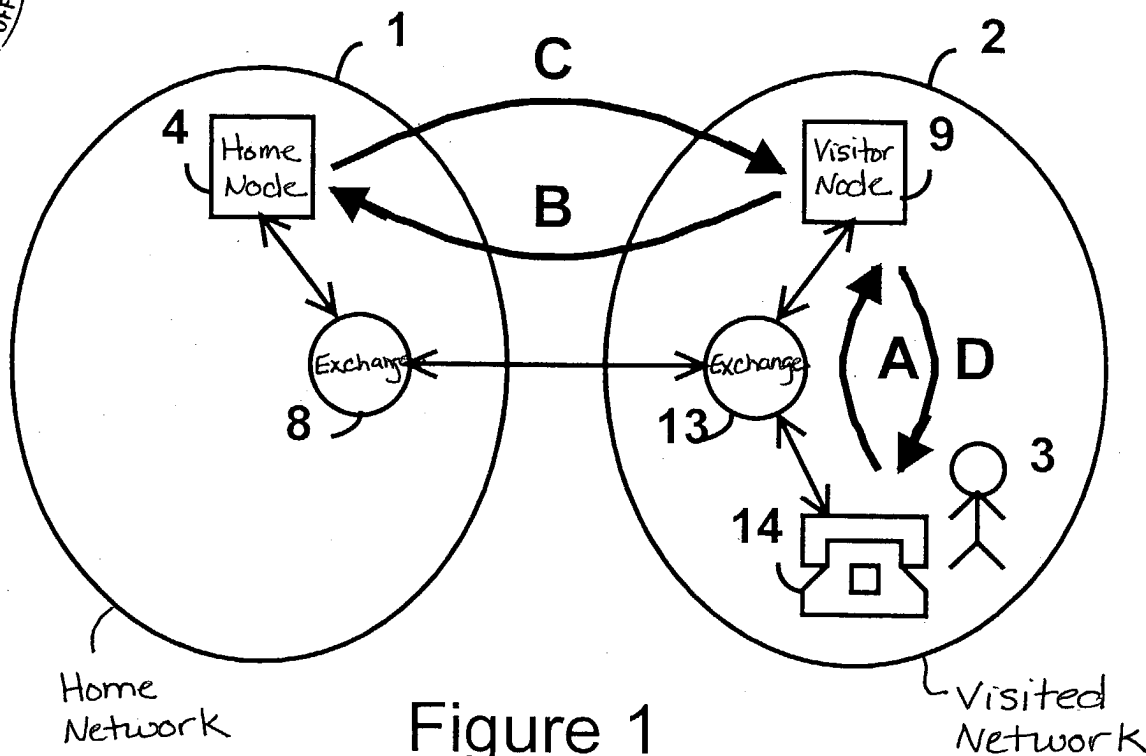 OFF
1
C
2
4
Home
Node
Visitor
Node
9
B
Exchange
Exchange
A
D
8
13
3
14
Home
Network
Figure 1
Visited
Network